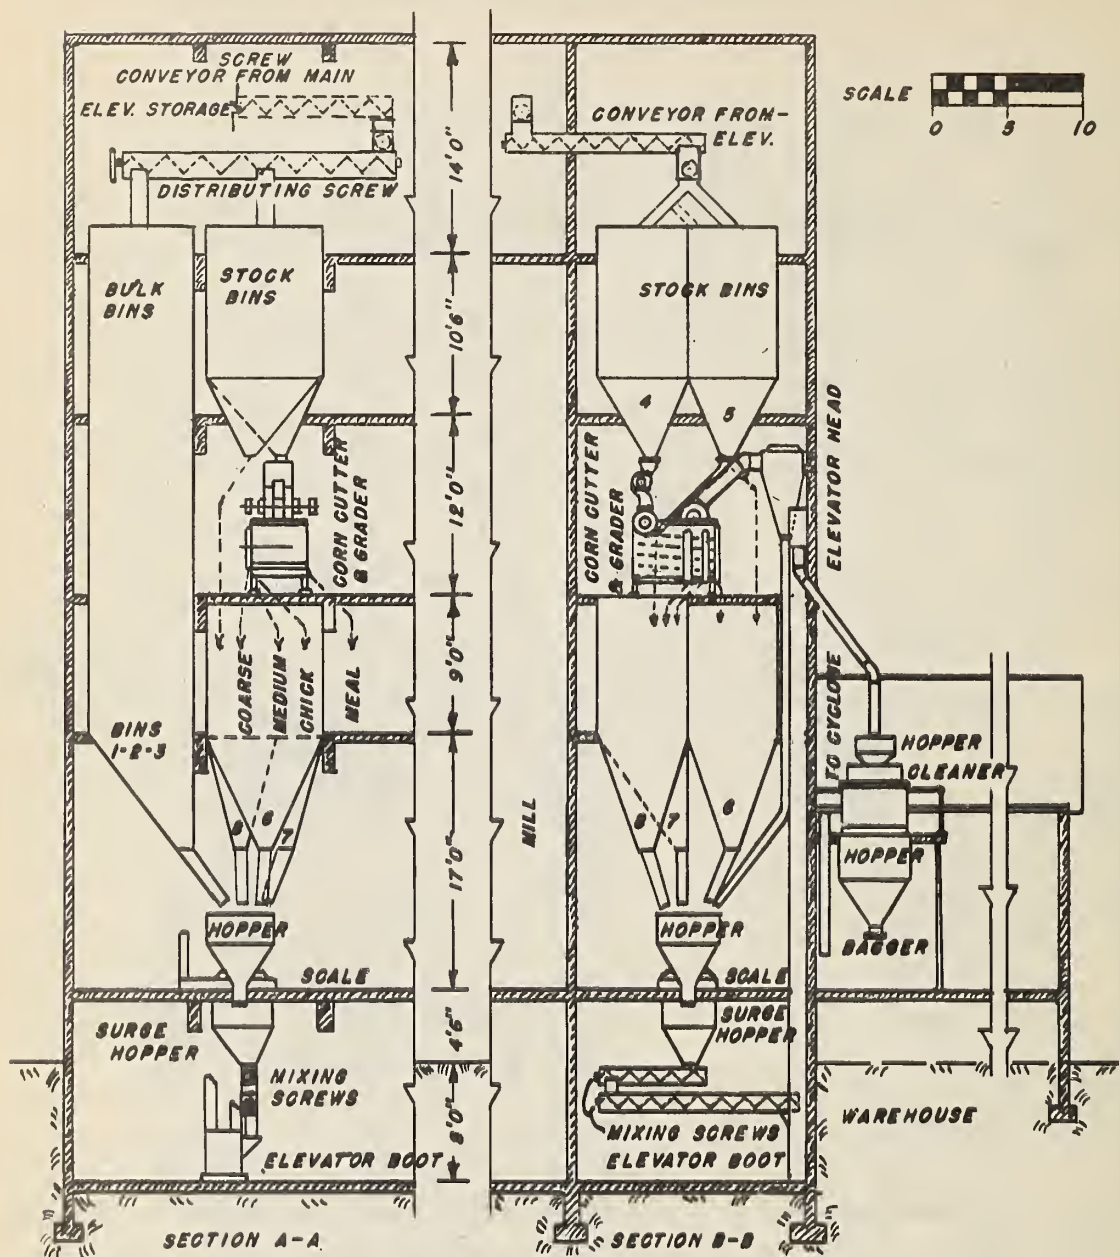 SCREW
CONVEYOR FROM MAIN
ELEV. STORAGE
DISTRIBUTING SCREW
BULK
BINS
STOCK
BINS
CORN CUTTER
& GRADER
COARSE
MEDIUM
CHICK
MEAL
BINS
1-2-3
8
6
7
HOPPER
SCALE
SURGE
HOPPER
MIXING
SCREWS
ELEVATOR BOOT
SECTION A-A
14'0"
10'6"
12'0"
9'0"
17'0"
4'6"
8'0"
MILL
CONVEYOR FROM
ELEV.
SCALE
0 5 10
STOCK BINS
4
5
CORN CUTTER
& GRADER
ELEVATOR HEAD
TO CYCLONE
8
7
6
HOPPER
CLEANER
HOPPER
BAGGER
HOPPER
SCALE
SURGE
HOPPER
MIXING SCREWS
ELEVATOR BOOT
WAREHOUSE
SECTION B-B